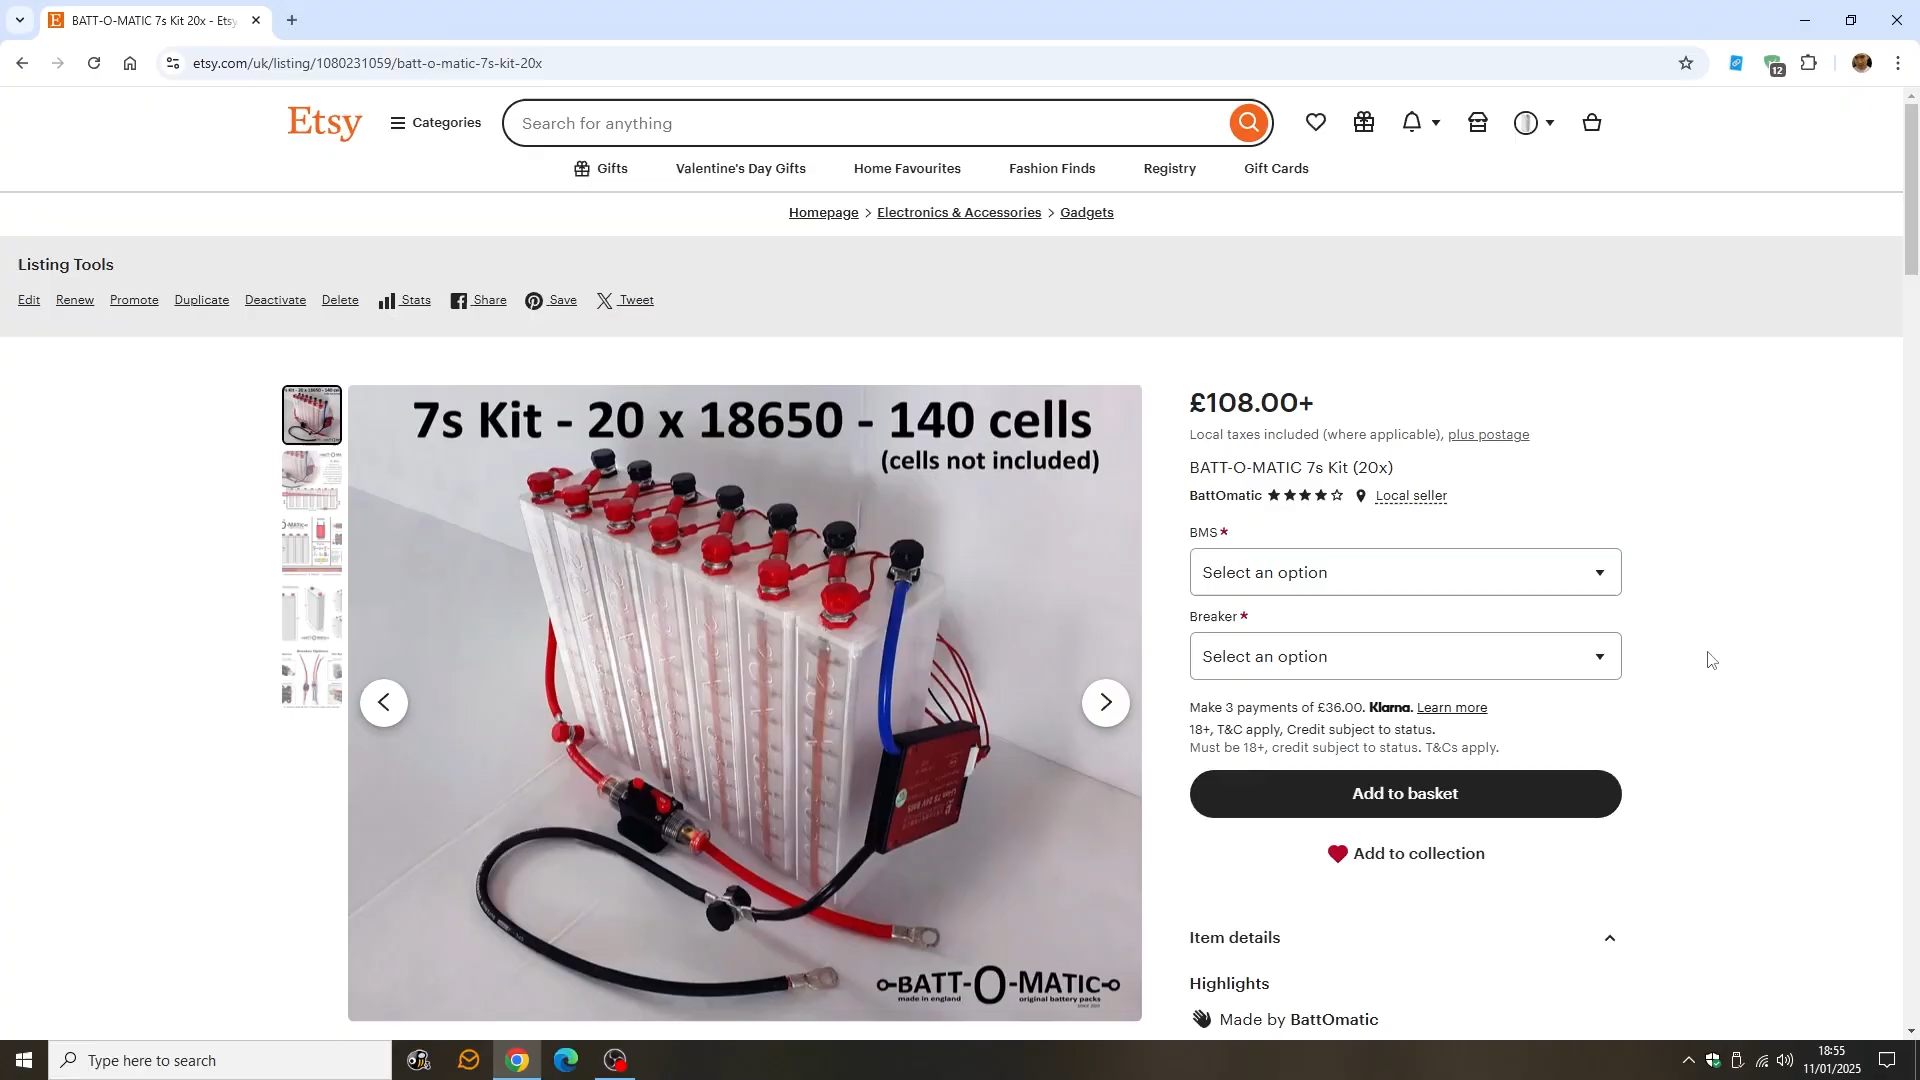 BATT-O-MATIC 7s Kit 20x - Etsy
etsy.com/uk/listing/1080231059/batt-o-matic-7s-kit-20x
12
Etsy
Categories
Search for anything
Gifts
Valentine's Day Gifts
Home Favourites
Fashion Finds
Registry
Gift Cards
Homepage > Electronics & Accessories > Gadgets
Listing Tools
Edit Renew Promote Duplicate Deactivate Delete Stats Share Save Tweet
7s Kit - 20 x 18650 - 140 cells
(cells not included)
BATT-O-MATIC
made in england original battery packs
£108.00+
Local taxes included (where applicable), plus postage
BATT-O-MATIC 7s Kit (20x)
BattOmatic Local seller
BMS*
Select an option
Breaker*
Select an option
Make 3 payments of £36.00. Klarna. Learn more
18+, T&C apply, Credit subject to status.
Must be 18+, credit subject to status. T&Cs apply.
Add to basket
Add to collection
Item details
Highlights
Made by BattOmatic
Type here to search
18:55
11/01/2025